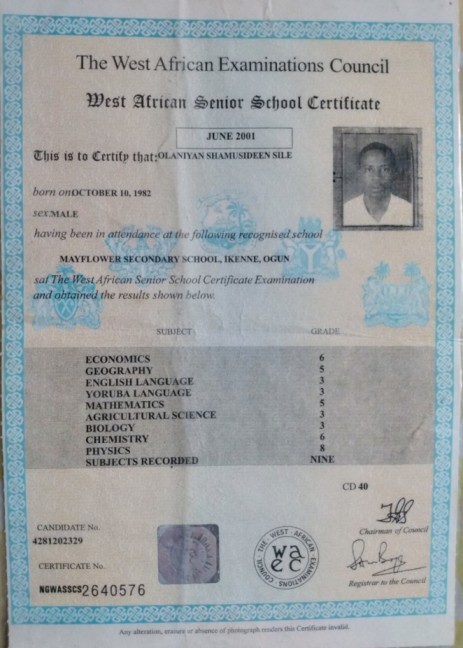 The West African Examinations Council
West African Senior School Certificate
JUNE 2001
This is to Certify that:OLANIYAN SHAMUSIDEEN SILE
born onOCTOBER 10, 1982
sex:MALE
having been in attendance at the following recognised school
MAYFLOWER SECONDARY SCHOOL, IKENNE, OGUN
sat The West African Senior School Certificate Examination
and obtained the results shown below.
SUBJECT GRADE
ECONOMICS 6
GEOGRAPHY 5
ENGLISH LANGUAGE 3
YORUBA LANGUAGE 3
MATHEMATICS 5
AGRICULTURAL SCIENCE 3
BIOLOGY 3
CHEMISTRY 6
PHYSICS 8
SUBJECTS RECORDED NINE
CD 40
Chairman of Council
CANDIDATE No.
4281202329
THE WEST AFRICAN EXAMINATIONS COUNCIL
wa
ec
CERTIFICATE No.
Registrar to the Council
NGWASSCS2640576
Any alteration, erasure or absence of photograph renders this Certificate invalid.